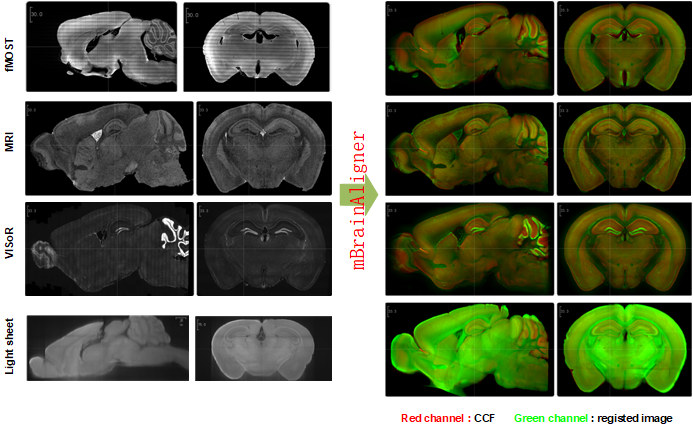 fMOST
MRI
VISoR
Light sheet
mBrainAligner
Red channel : CCF Green channel : registed image